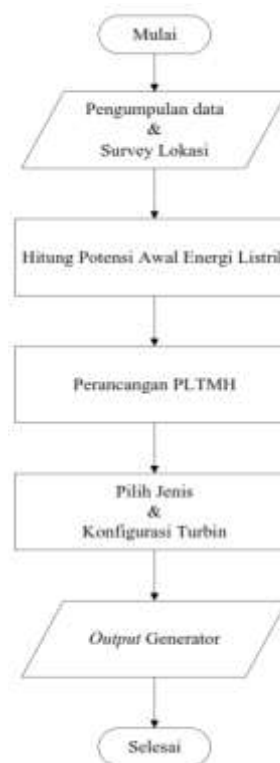 Mulai
Pengumpulan data
&
Survey Lokasi
Hitung Potensi Awal Energi Listrik
Perancangan PLTMH
Pilih Jenis
&
Konfigurasi Turbin
Output Generator
Selesai